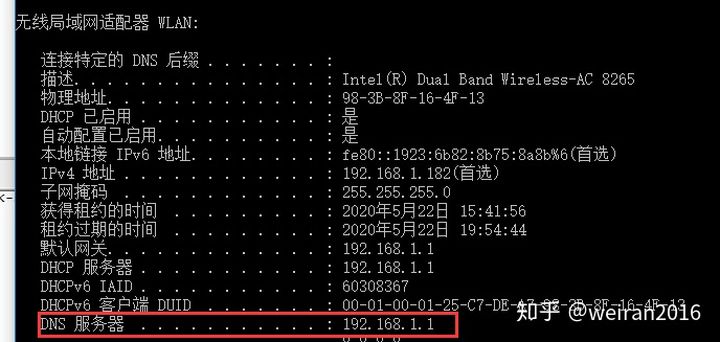 无线局域网适配器 WLAN:
连接特定的 DNS 后缀 . . . . . . . :
描述. . . . . . . . . . . . . . . : Intel(R) Dual Band Wireless-AC 8265
物理地址. . . . . . . . . . . . . : 98-3B-8F-16-4F-13
DHCP 已启用 . . . . . . . . . . . : 是
自动配置已启用. . . . . . . . . . : 是
本地链接 IPv6 地址. . . . . . . . : fe80::1923:6b82:8b75:8a8b%6(首选)
IPv4 地址 . . . . . . . . . . . . : 192.168.1.182(首选)
子网掩码 . . . . . . . . . . . . : 255.255.255.0
获得租约的时间 . . . . . . . . . : 2020年5月22日 15:41:56
租约过期的时间 . . . . . . . . . : 2020年5月22日 19:54:44
默认网关. . . . . . . . . . . . . : 192.168.1.1
DHCP 服务器 . . . . . . . . . . . : 192.168.1.1
DHCPv6 IAID . . . . . . . . . . . : 60308367
DHCPv6 客户端 DUID . . . . . . . : 00-01-00-01-25-C7-DE-
DNS 服务器 . . . . . . . . . . . : 192.168.1.1
知乎 @weiran2016